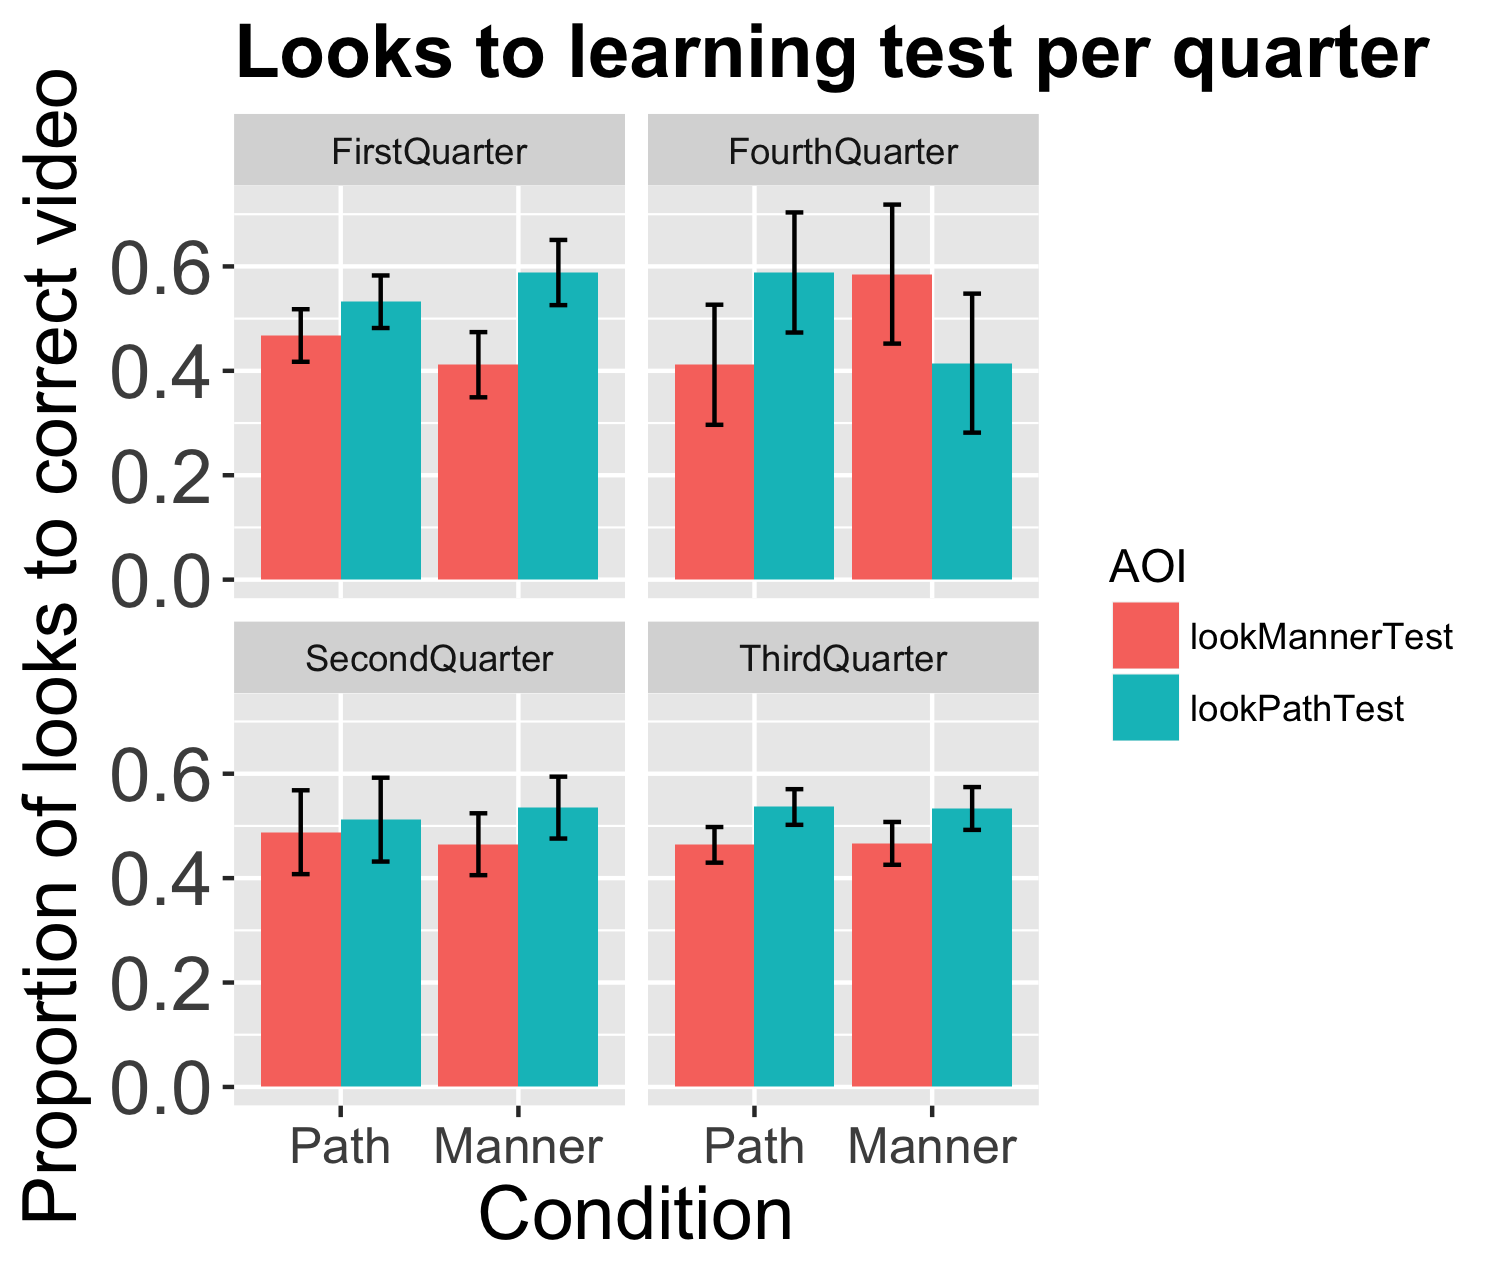 Looks to learning test per quarter
Proportion of looks to correct video
FirstQuarter
FourthQuarter
0.6
0.4
0.2
0.0
SecondQuarter
ThirdQuarter
0.6
0.4
0.2
0.0
Path
Manner
Path
Manner
Condition
AOI
lookMannerTest
lookPathTest